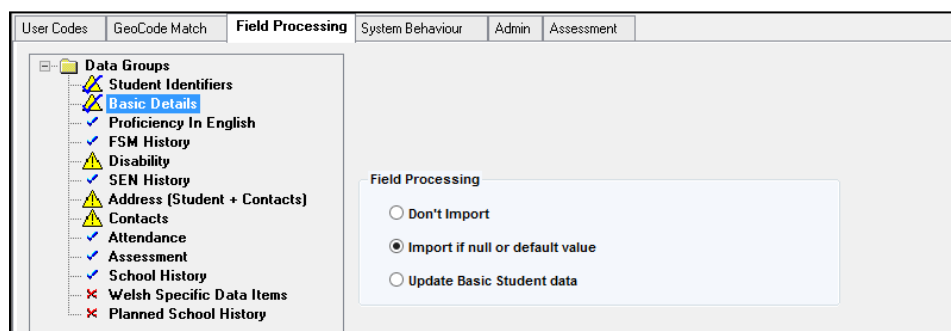 User Codes GeoCode Match Field Processing System Behaviour Admin Assessment
Data Groups
Student Identifiers
Basic Details
Proficiency In English
FSM History
Disability
SEN History
Address (Student + Contacts)
Contacts
Attendance
Assessment
School History
Welsh Specific Data Items
Planned School History
Field Processing
Don't Import
Import if null or default value
Update Basic Student data